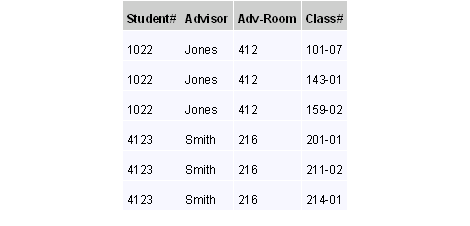 Student# Advisor Adv-Room Class#
1022 Jones 412 101-07
1022 Jones 412 143-01
1022 Jones 412 159-02
4123 Smith 216 201-01
4123 Smith 216 211-02
4123 Smith 216 214-01